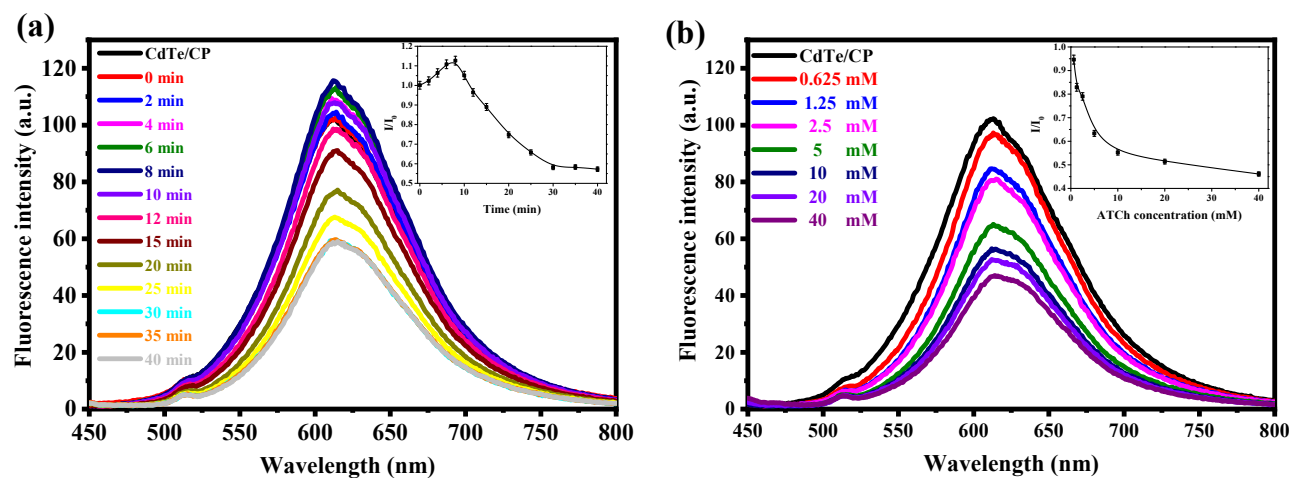 (a)
CdTe/CP
0 min
2 min
4 min
6 min
8 min
10 min
12 min
15 min
20 min
25 min
30 min
35 min
40 min
Fluorescence intensity (a.u.)
120
100
80
60
40
20
0
450 500 550 600 650 700 750 800
Wavelength (nm)
I/I0
1.2
1.1
1.0
0.9
0.8
0.7
0.6
0.5
0 10 20 30 40
Time (min)
(b)
CdTe/CP
0.625 mM
1.25 mM
2.5 mM
5 mM
10 mM
20 mM
40 mM
Fluorescence intensity (a.u.)
120
100
80
60
40
20
0
450 500 550 600 650 700 750 800
Wavelength (nm)
I/I0
1.0
0.9
0.8
0.7
0.6
0.5
0.4
0 10 20 30 40
ATCh concentration (mM)